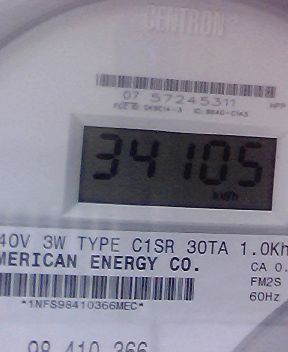 CENTRON
07 57245311
34105
kWh
40V 3W TYPE C1SR 30TA 1.0Kh
MERICAN ENERGY CO.
CA 0.
FM2S
60Hz
*1NFS98410366MEC*
98 410 366